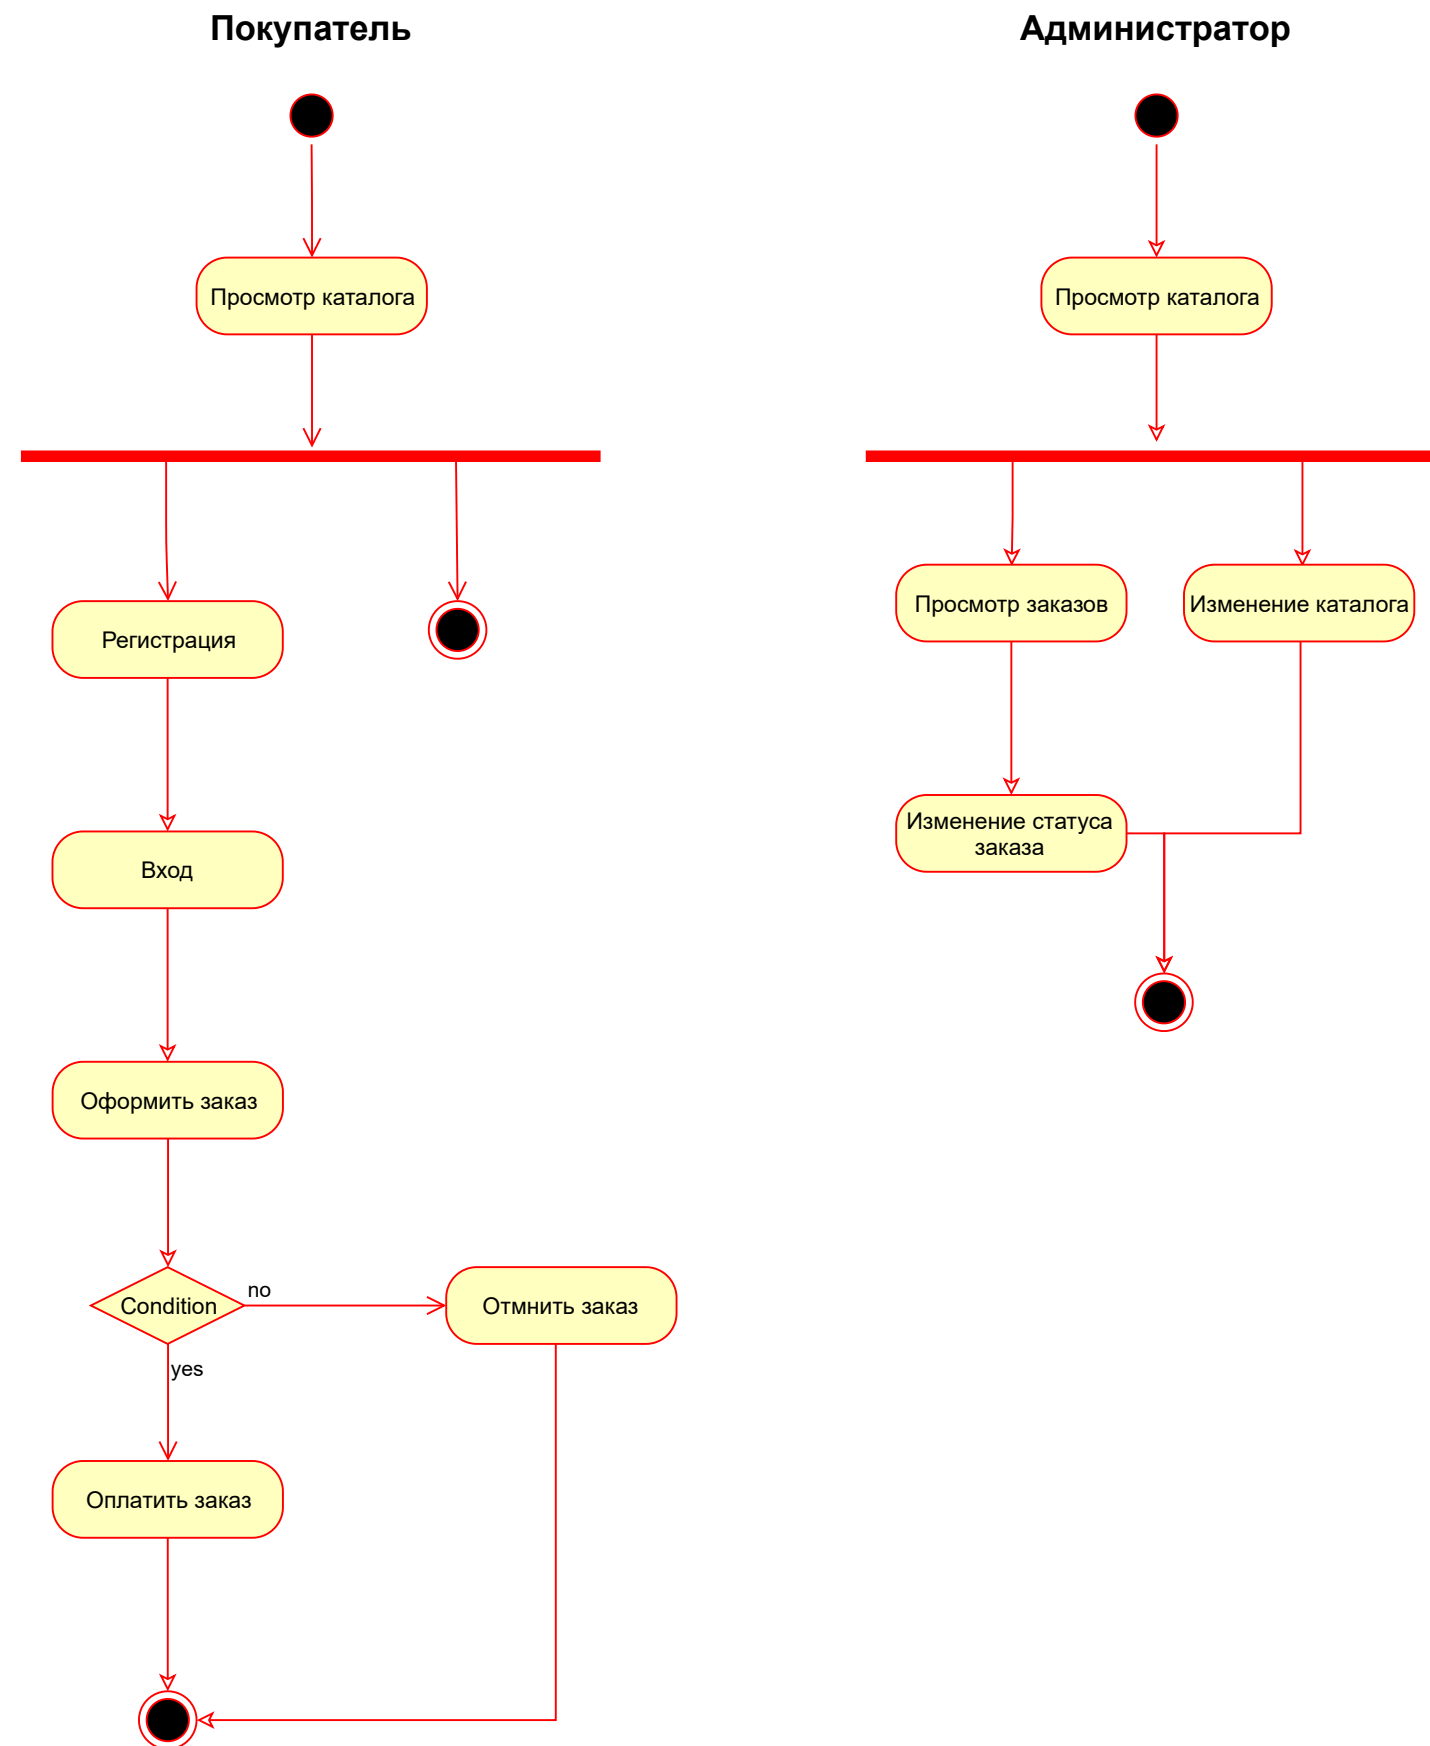 Покупатель
Администратор
Просмотр каталога
Просмотр каталога
Просмотр заказов
Изменение каталога
Регистрация
Изменение статуса
заказа
Вход
Оформить заказ
Condition
no
Отмнить заказ
yes
Оплатить заказ